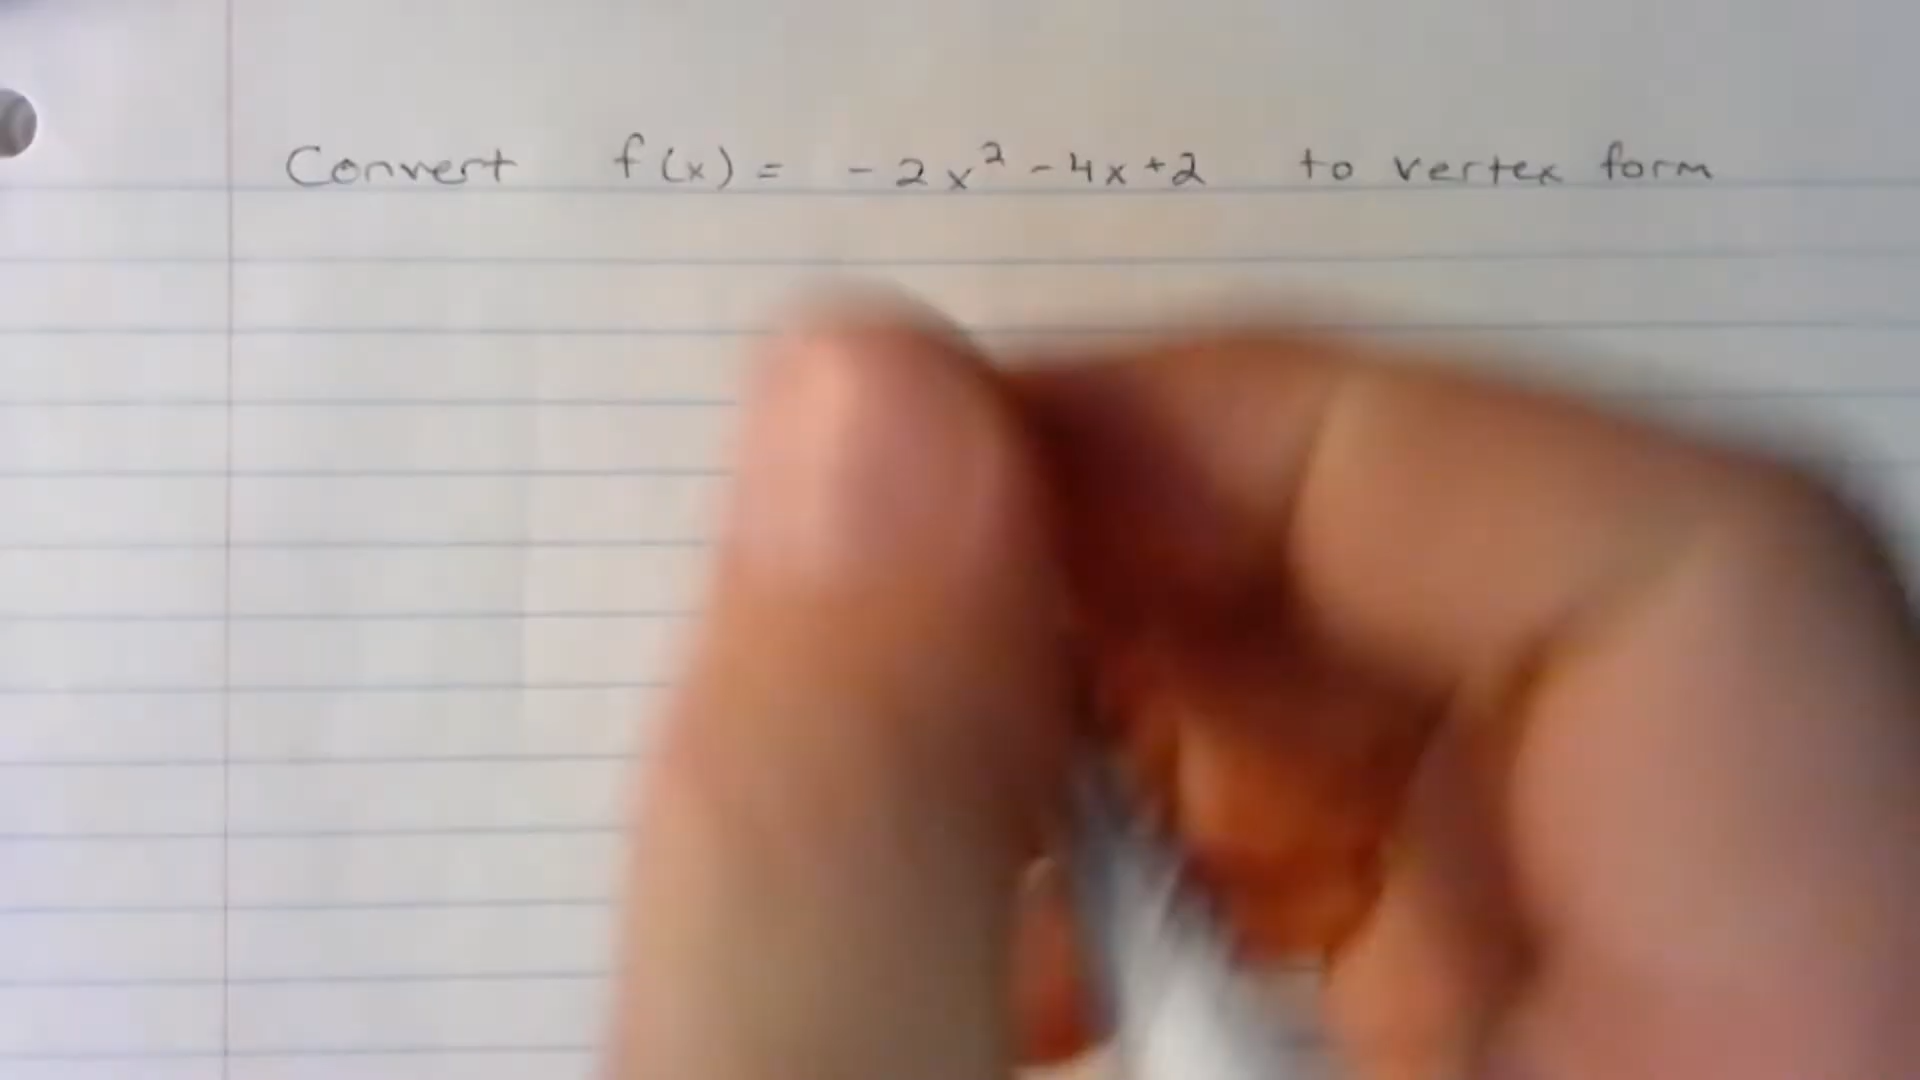 Convert f(x) = -2x² -4x+2 to vertex form